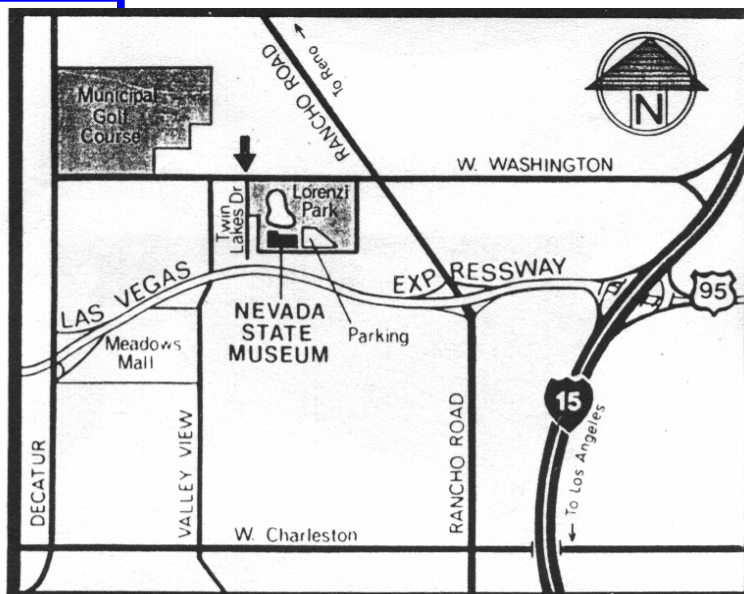 Municipal
Golf
Course
RANCHO ROAD
To Reno
N
W. WASHINGTON
Twin
Lakes Dr
Lorenzi
Park
LAS VEGAS EXPRESSWAY
95
NEVADA
STATE
MUSEUM
Parking
Meadows
Mall
15
To Los Angeles
DECATUR
VALLEY VIEW
RANCHO ROAD
W. Charleston